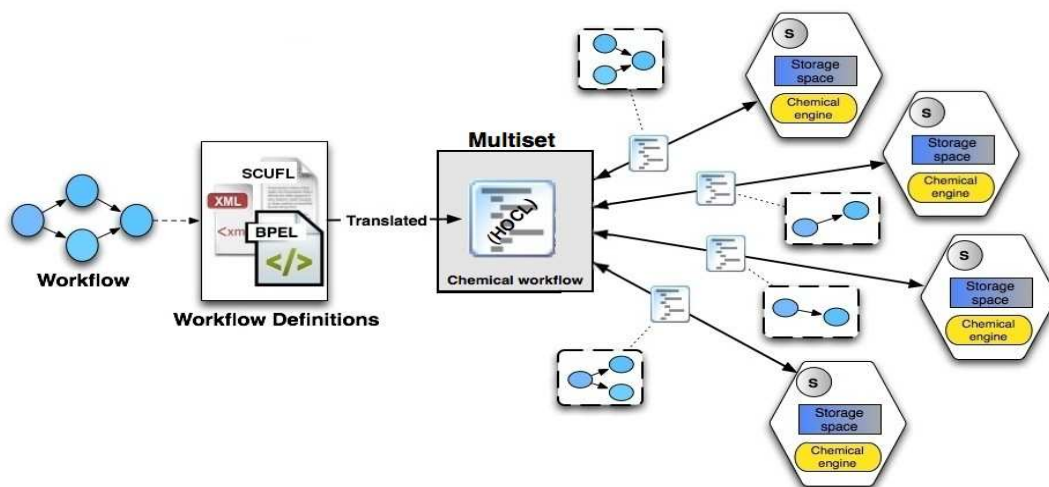 Workflow
SCUFL
XML
<xm
BPEL
</>
Workflow Definitions
Translated
Multiset
(HOCL)
Chemical workflow
S
Storage
space
Chemical
engine
S
Storage
space
Chemical
engine
S
Storage
space
Chemical
engine
S
Storage
space
Chemical
engine